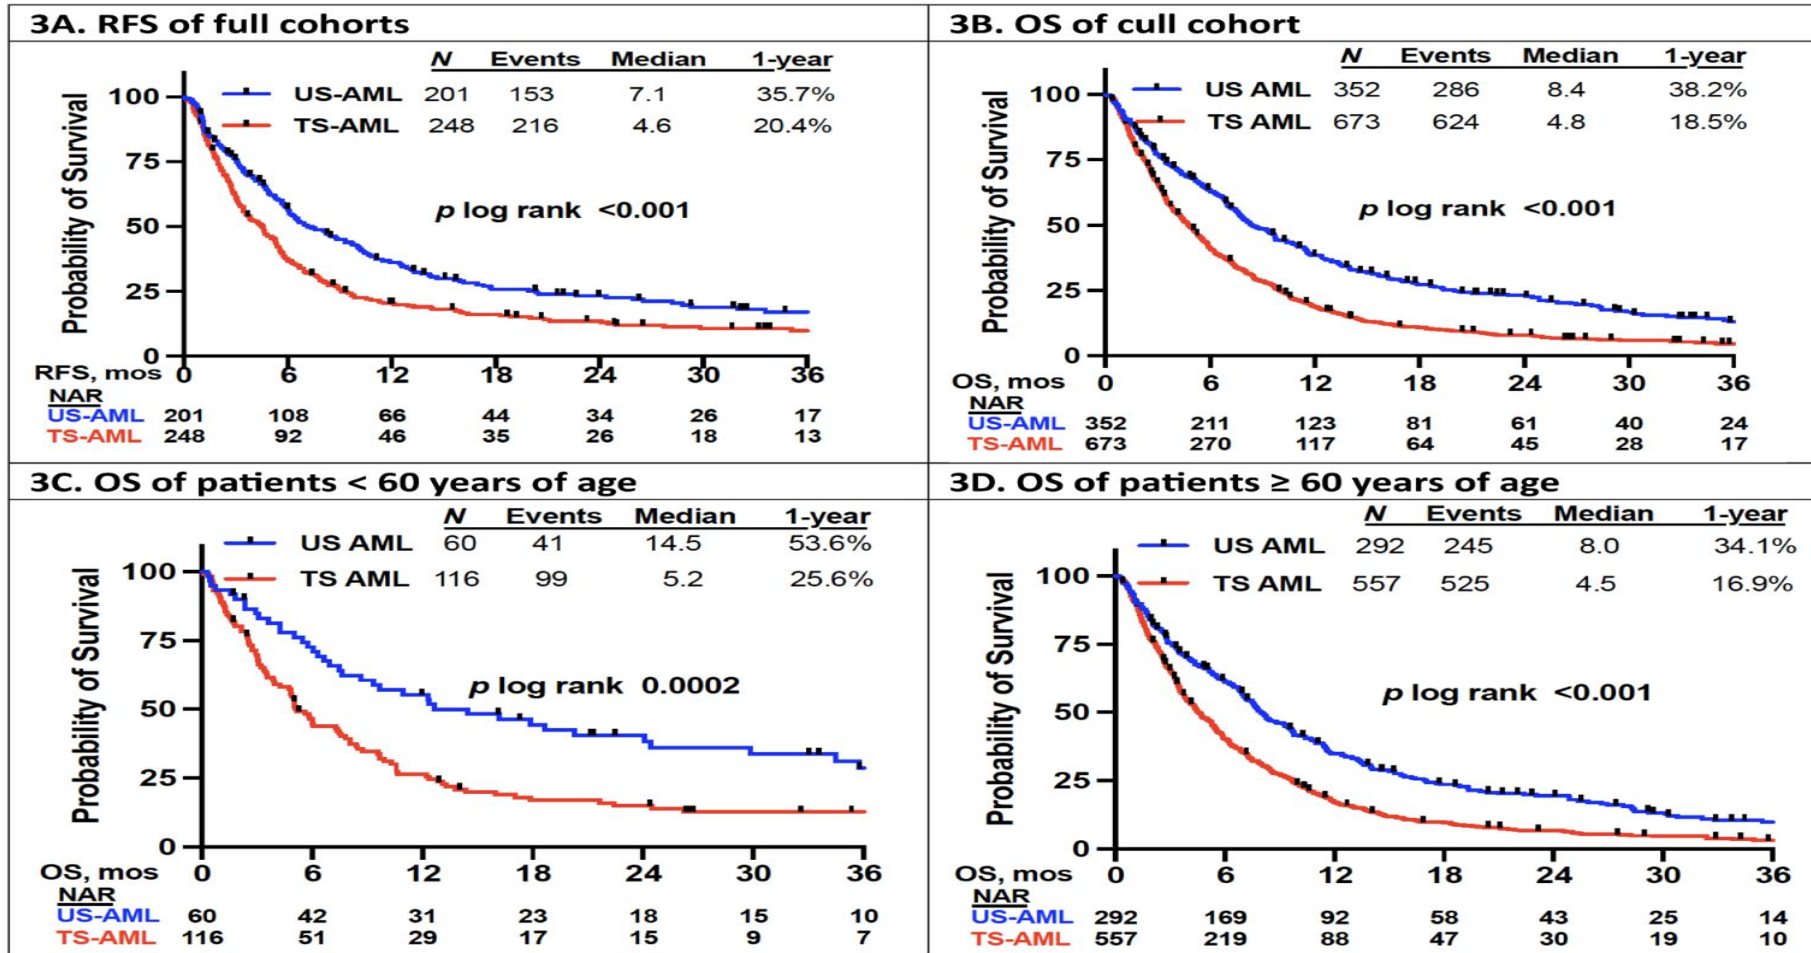 3A. RFS of full cohorts
N Events Median 1-year
US-AML 201 153 7.1 35.7%
TS-AML 248 216 4.6 20.4%
p log rank <0.001
Probability of Survival
100
75
50
25
0
RFS, mos 0 6 12 18 24 30 36
NAR
US-AML 201 108 66 44 34 26 17
TS-AML 248 92 46 35 26 18 13
3B. OS of cull cohort
N Events Median 1-year
US AML 352 286 8.4 38.2%
TS AML 673 624 4.8 18.5%
p log rank <0.001
Probability of Survival
100
75
50
25
0
OS, mos 0 6 12 18 24 30 36
NAR
US-AML 352 211 123 81 61 40 24
TS-AML 673 270 117 64 45 28 17
3C. OS of patients < 60 years of age
N Events Median 1-year
US AML 60 41 14.5 53.6%
TS AML 116 99 5.2 25.6%
p log rank 0.0002
Probability of Survival
100
75
50
25
0
OS, mos 0 6 12 18 24 30 36
NAR
US-AML 60 42 31 23 18 15 10
TS-AML 116 51 29 17 15 9 7
3D. OS of patients ≥ 60 years of age
N Events Median 1-year
US AML 292 245 8.0 34.1%
TS AML 557 525 4.5 16.9%
p log rank <0.001
Probability of Survival
100
75
50
25
0
OS, mos 0 6 12 18 24 30 36
NAR
US-AML 292 169 92 58 43 25 14
TS-AML 557 219 88 47 30 19 10